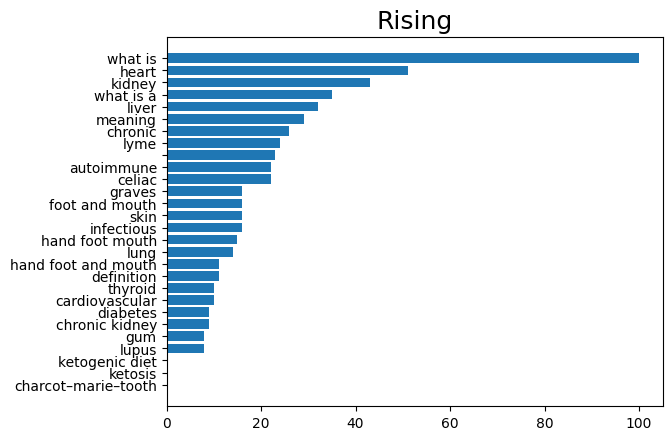 Rising
what is
heart
kidney
what is a
liver
meaning
chronic
lyme
autoimmune
celiac
graves
foot and mouth
skin
infectious
hand foot mouth
lung
hand foot and mouth
definition
thyroid
cardiovascular
diabetes
chronic kidney
gum
lupus
ketogenic diet
ketosis
charcot–marie–tooth
0 20 40 60 80 100